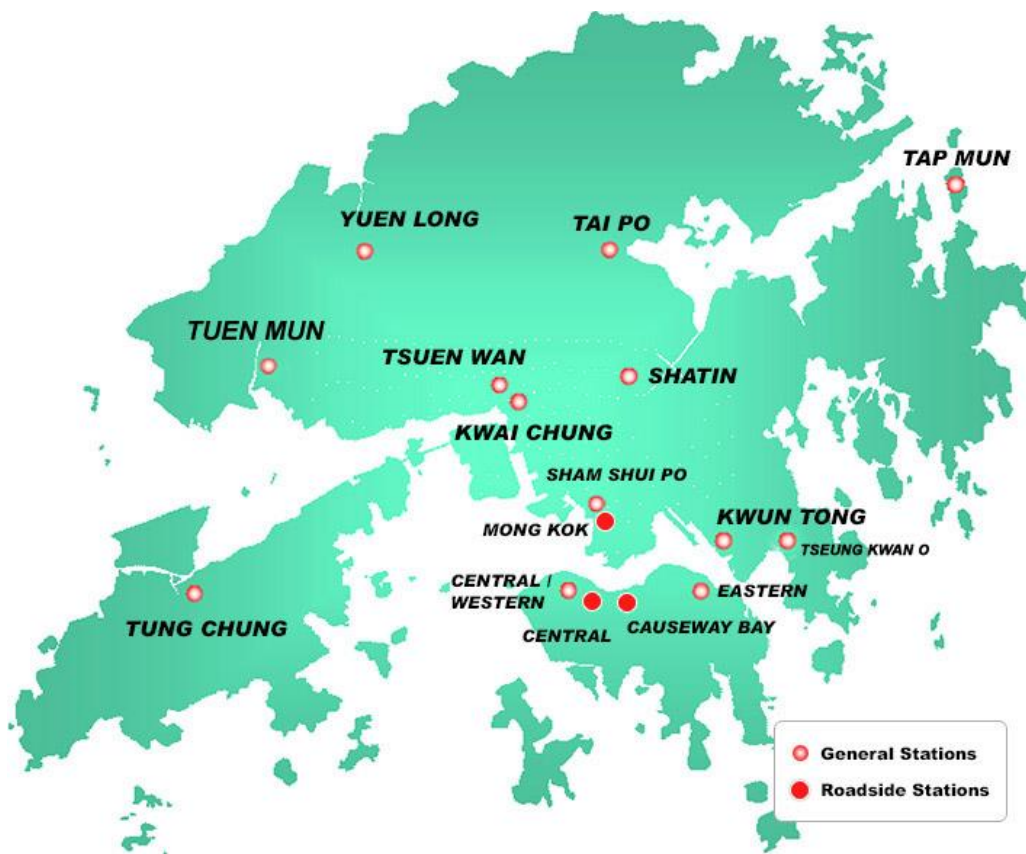 TAP MUN
YUEN LONG
TAI PO
TUEN MUN
TSUEN WAN
SHATIN
KWAI CHUNG
SHAM SHUI PO
MONG KOK
KWUN TONG
TSEUNG KWAN O
CENTRAL /
WESTERN
EASTERN
TUNG CHUNG
CENTRAL
CAUSEWAY BAY
General Stations
Roadside Stations